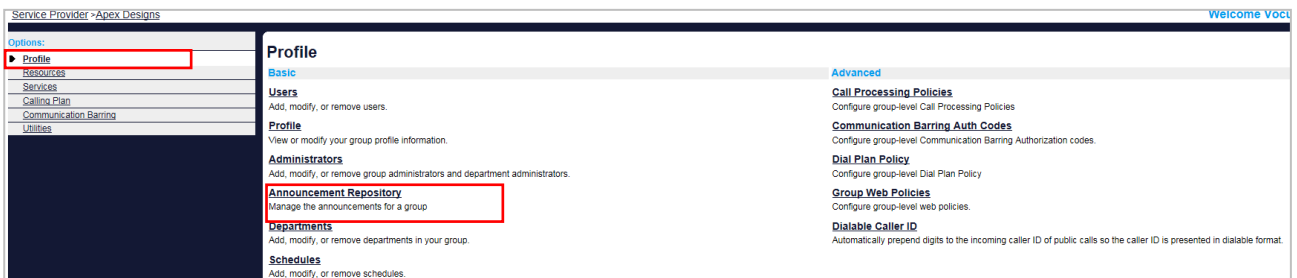 Service Provider >Apex Designs
Welcome Vocu
Options:
Profile
Resources
Services
Calling Plan
Communication Barring
Utilities
Profile
Basic
Users
Add, modify, or remove users.
Profile
View or modify your group profile information.
Administrators
Add, modify, or remove group administrators and department administrators.
Announcement Repository
Manage the announcements for a group
Departments
Add, modify, or remove departments in your group.
Schedules
Add, modify, or remove schedules.
Advanced
Call Processing Policies
Configure group-level Call Processing Policies
Communication Barring Auth Codes
Configure group-level Communication Barring Authorization codes.
Dial Plan Policy
Configure group-level Dial Plan Policy
Group Web Policies
Configure group-level web policies.
Dialable Caller ID
Automatically prepend digits to the incoming caller ID of public calls so the caller ID is presented in dialable format.